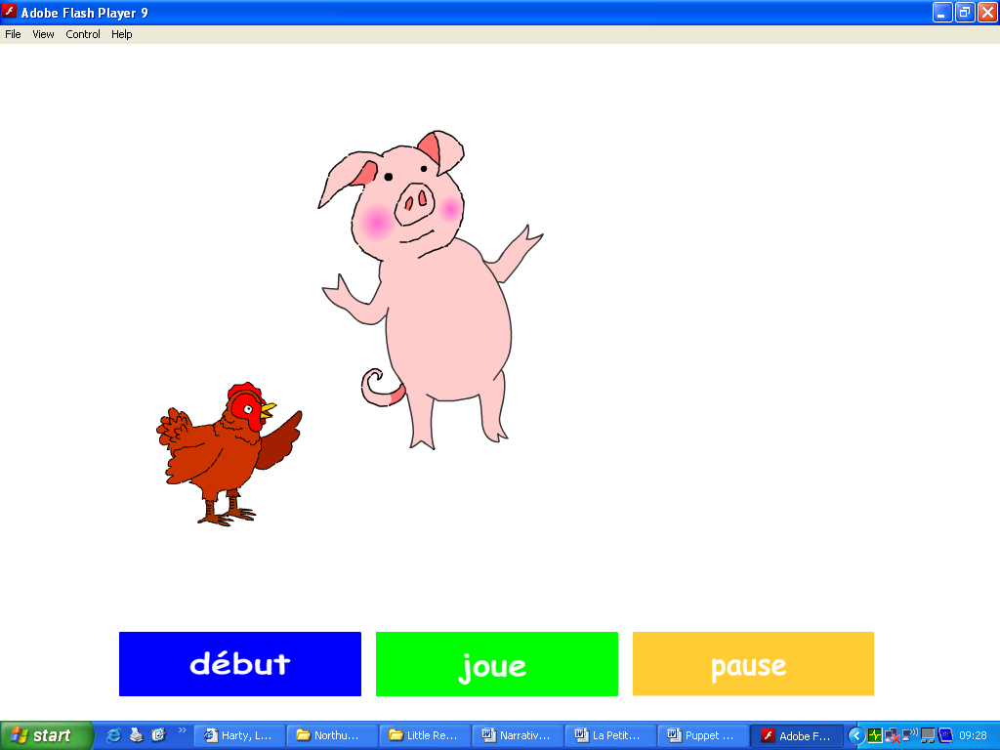 Adobe Flash Player 9
File View Control Help
début joue pause
start Harty, L... Northu... Little Re... Narrativ... La Petit... Puppet ... Adobe F... 09:28